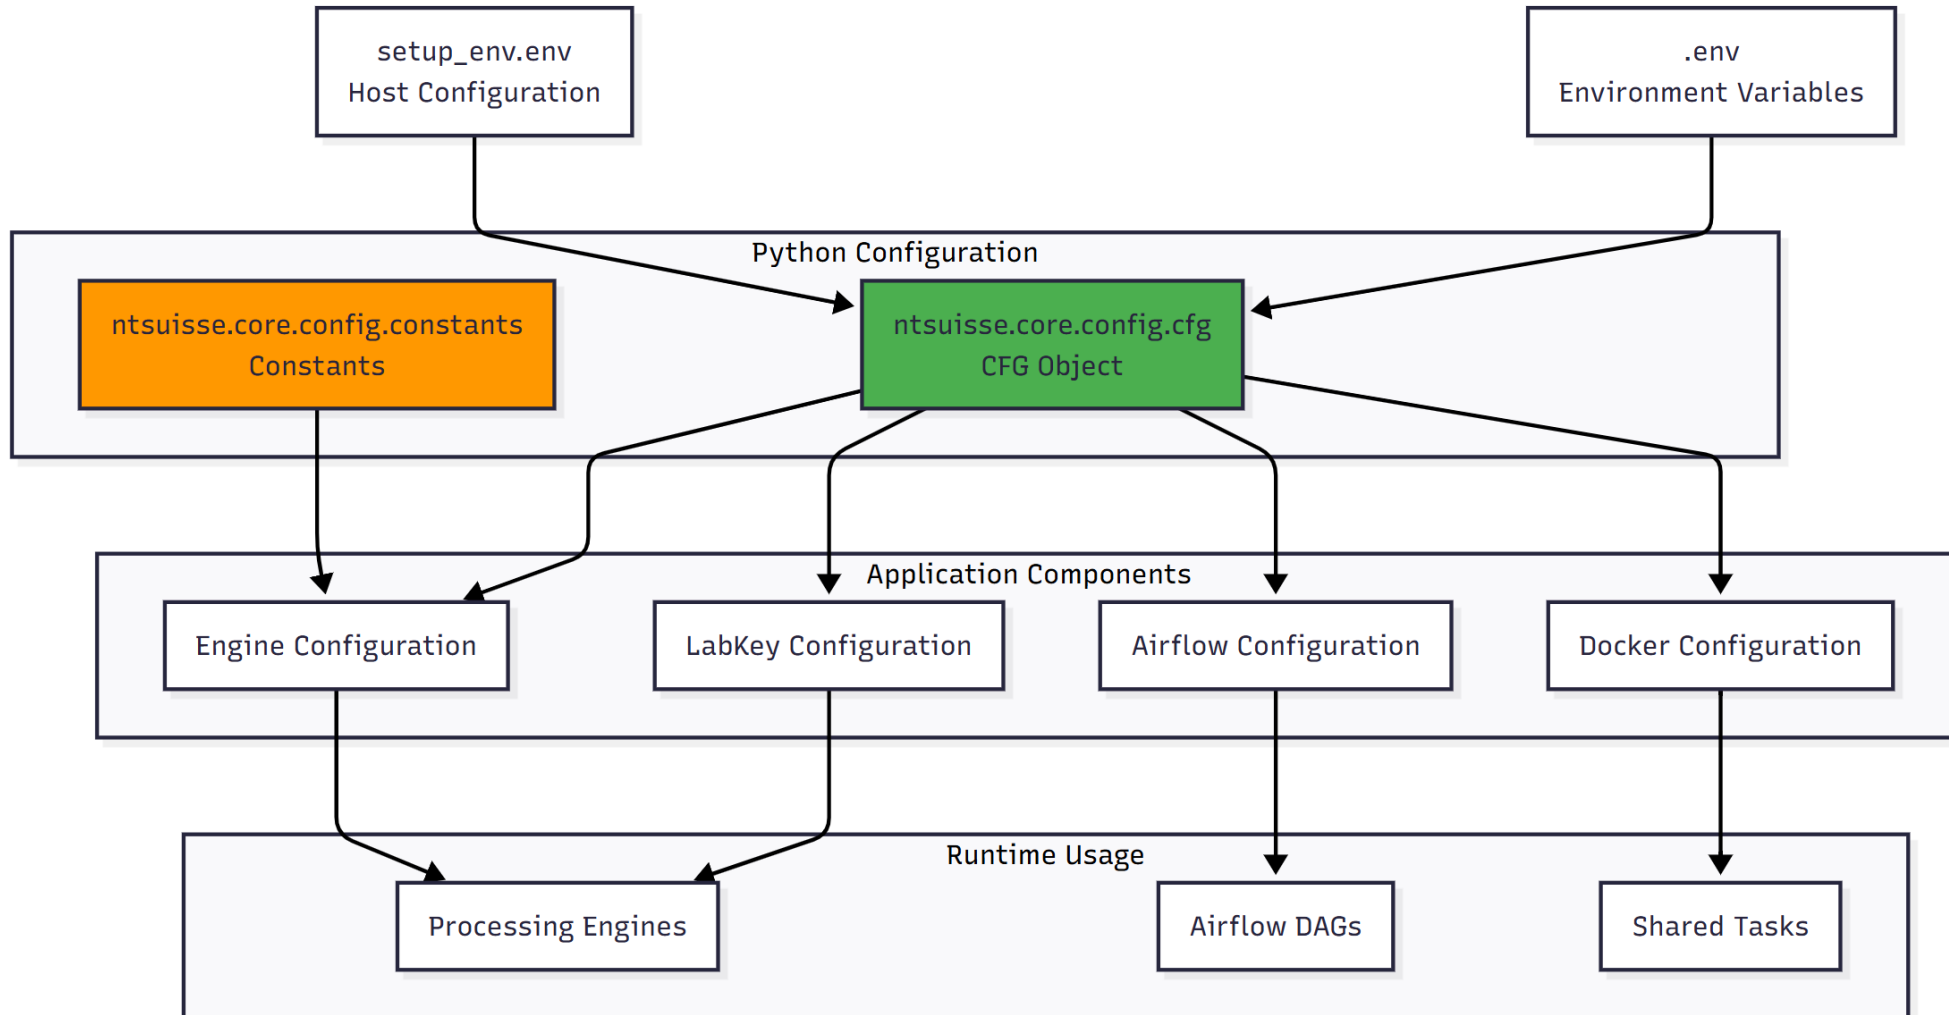 setup_env.env
Host Configuration
.env
Environment Variables
Python Configuration
ntsuisse.core.config.constants
Constants
ntsuisse.core.config.cfg
CFG Object
Application Components
Engine Configuration
LabKey Configuration
Airflow Configuration
Docker Configuration
Runtime Usage
Processing Engines
Airflow DAGs
Shared Tasks